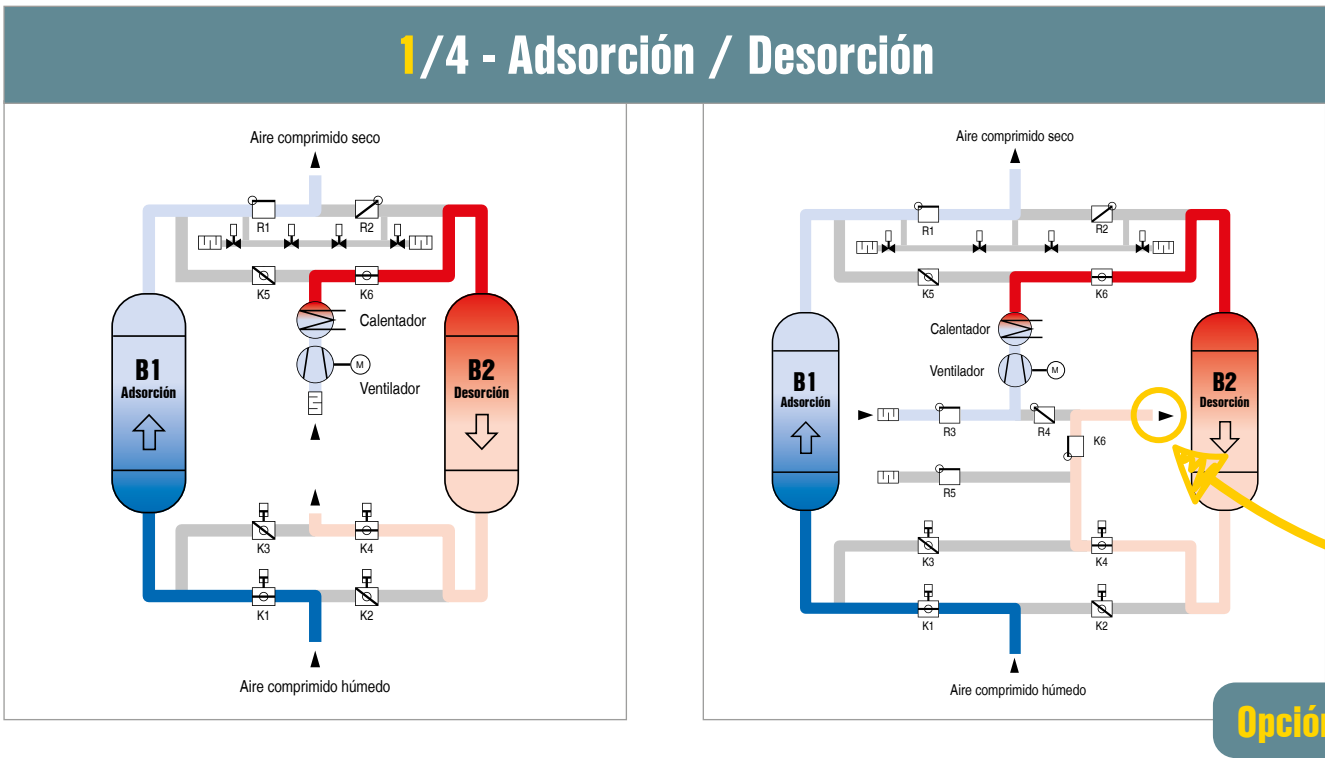 1/4 - Adsorción / Desorción
Aire comprimido seco
R1
R2
K5
K6
Calentador
M
Ventilador
B1
Adsorción
B2
Desorción
K3
K4
K1
K2
Aire comprimido húmedo
Aire comprimido seco
R1
R2
K5
K6
Calentador
Ventilador
M
B1
Adsorción
B2
Desorción
R3
R4
K6
R5
K3
K4
K1
K2
Aire comprimido húmedo
Opción